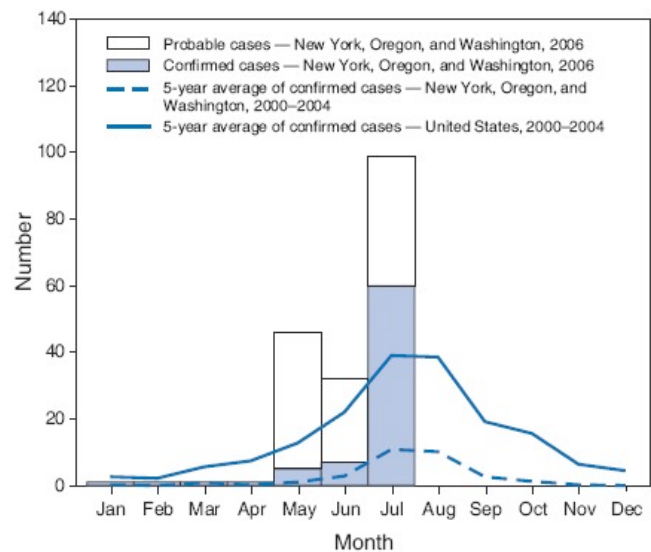 140
120
100
80
60
40
20
0
Number
Probable cases — New York, Oregon, and Washington, 2006
Confirmed cases — New York, Oregon, and Washington, 2006
5-year average of confirmed cases — New York, Oregon, and
Washington, 2000–2004
5-year average of confirmed cases — United States, 2000–2004
Jan Feb Mar Apr May Jun Jul Aug Sep Oct Nov Dec
Month